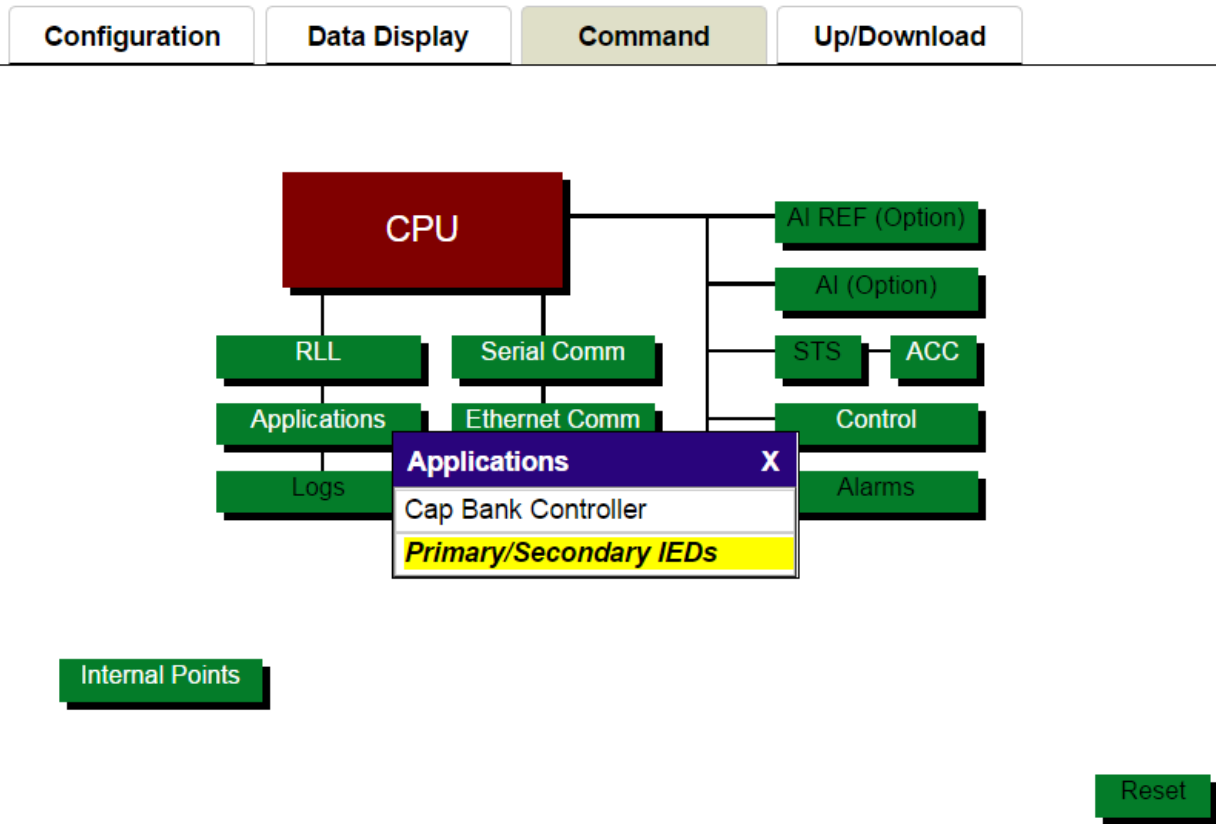 Configuration
Data Display
Command
Up/Download
CPU
AI REF (Option)
AI (Option)
RLL
Serial Comm
STS
ACC
Applications
Ethernet Comm
Control
Logs
Applications
X
Cap Bank Controller
Primary/Secondary IEDs
Alarms
Internal Points
Reset